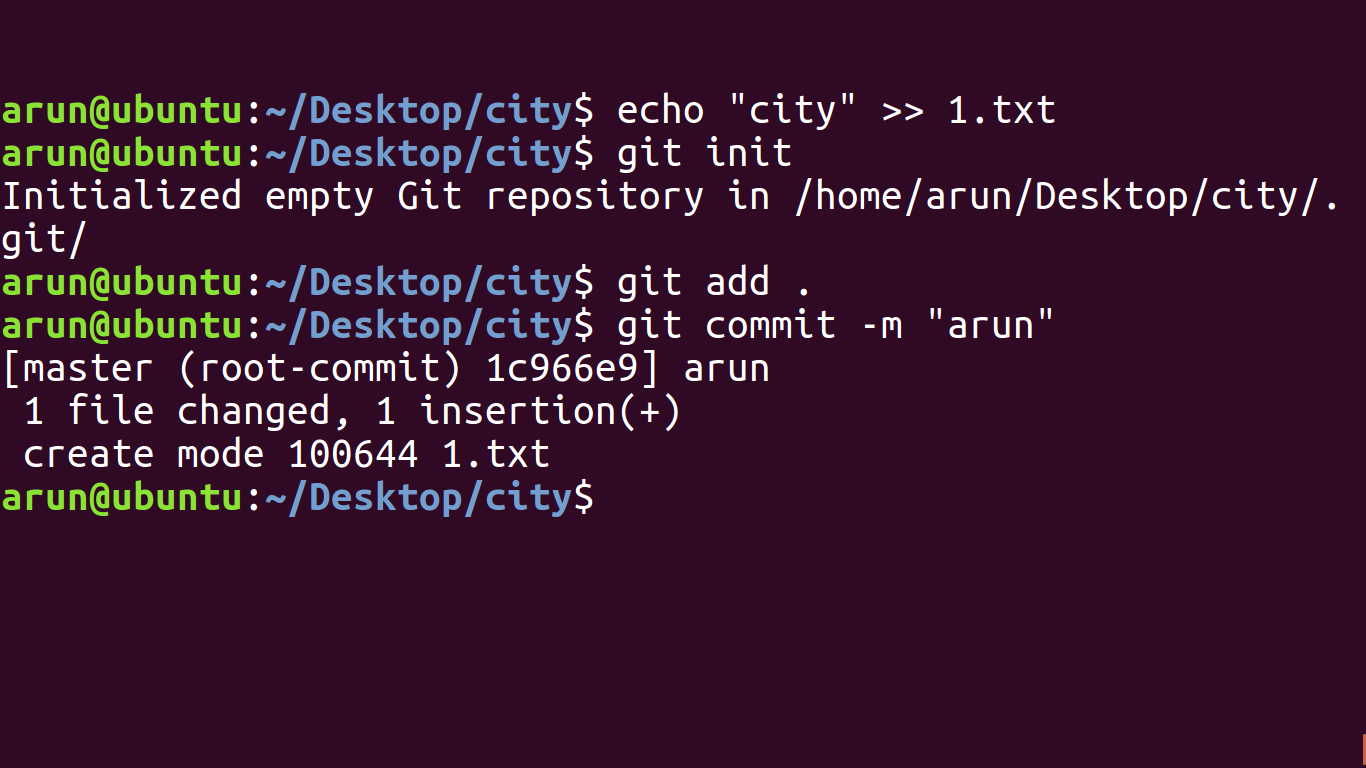 arun@ubuntu:~/Desktop/city$ echo "city" >> 1.txt
arun@ubuntu:~/Desktop/city$ git init
Initialized empty Git repository in /home/arun/Desktop/city/.
git/
arun@ubuntu:~/Desktop/city$ git add .
arun@ubuntu:~/Desktop/city$ git commit -m "arun"
[master (root-commit) 1c966e9] arun
 1 file changed, 1 insertion(+)
 create mode 100644 1.txt
arun@ubuntu:~/Desktop/city$